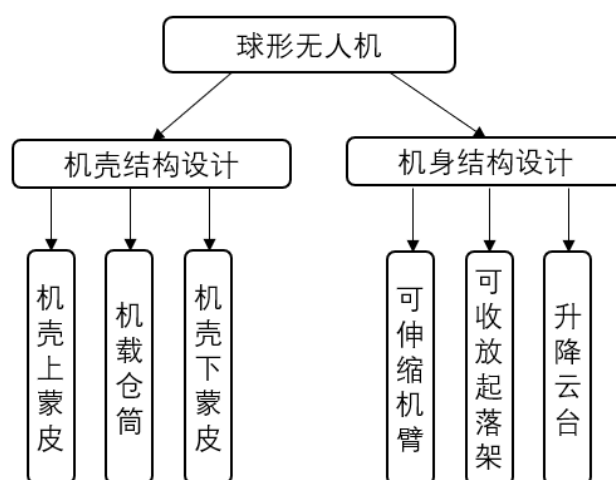 球形无人机
机壳结构设计
机身结构设计
机壳上蒙皮
机载仓筒
机壳下蒙皮
可伸缩机臂
可收放起落架
升降云台